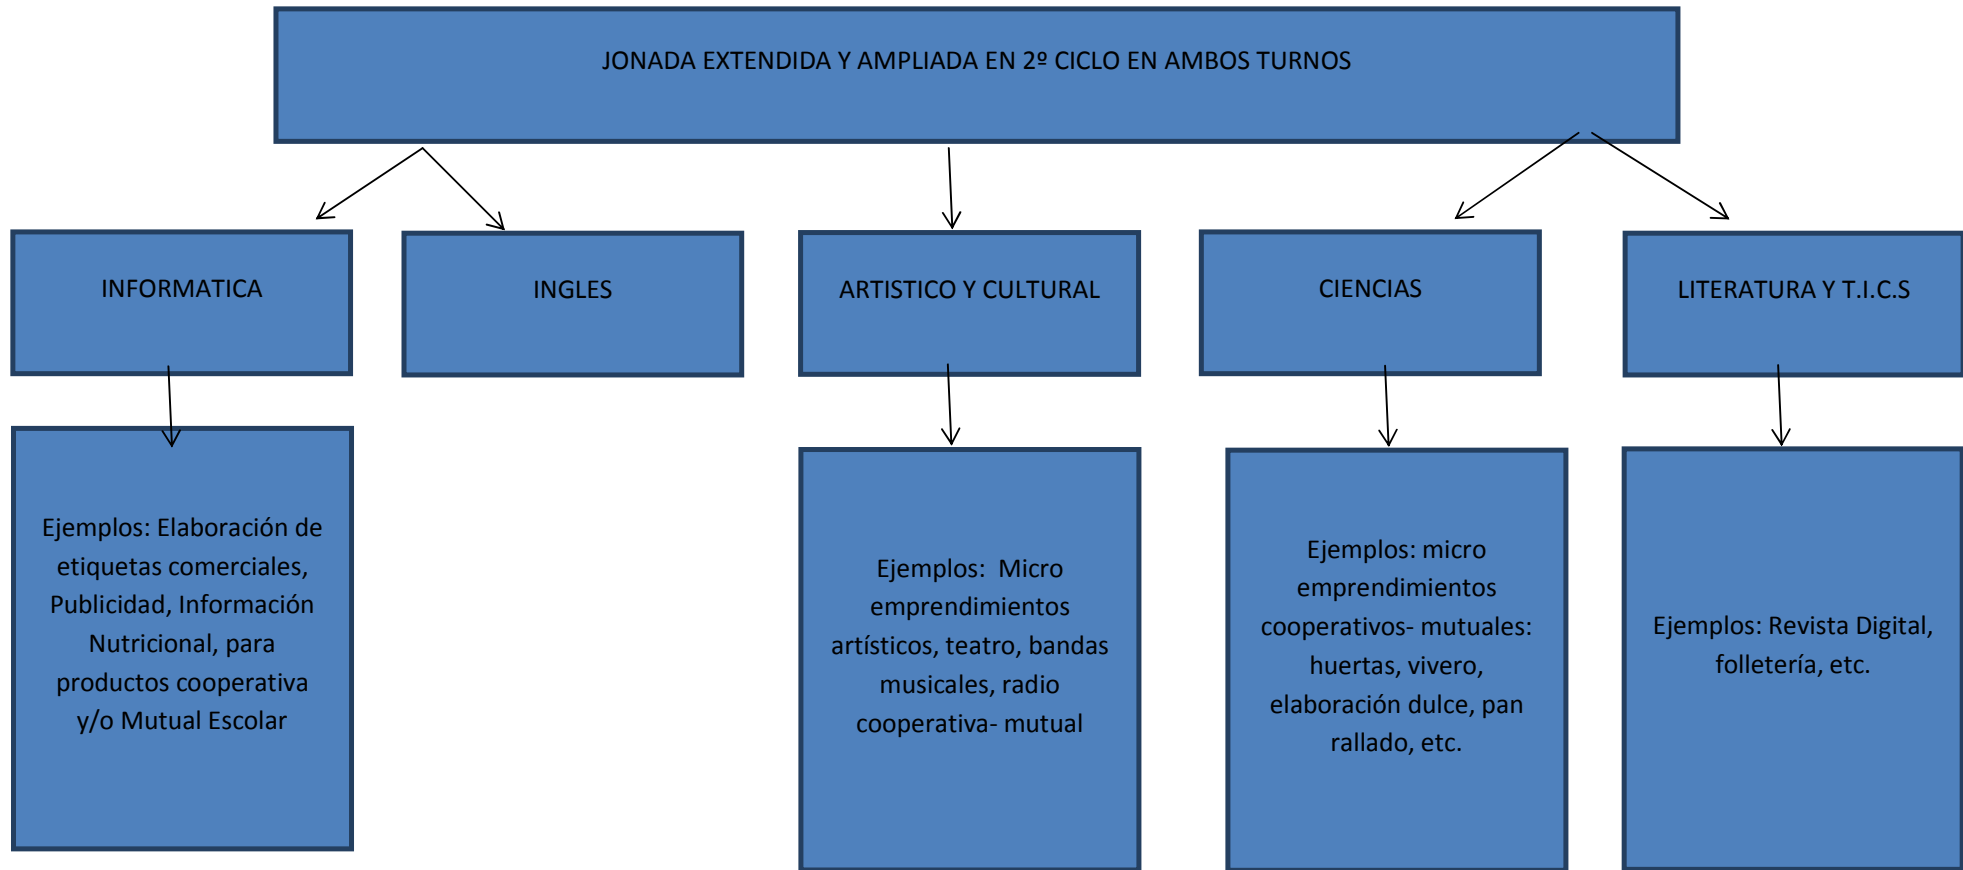 JONADA EXTENDIDA Y AMPLIADA EN 2º CICLO EN AMBOS TURNOS
INFORMATICA
INGLES
ARTISTICO Y CULTURAL
CIENCIAS
LITERATURA Y T.I.C.S
Ejemplos: Elaboración de
etiquetas comerciales,
Publicidad, Información
Nutricional, para
productos cooperativa
y/o Mutual Escolar
Ejemplos:  Micro
emprendimientos
artísticos, teatro, bandas
musicales, radio
cooperativa- mutual
Ejemplos: micro
emprendimientos
cooperativos- mutuales:
huertas, vivero,
elaboración dulce, pan
rallado, etc.
Ejemplos: Revista Digital,
folletería, etc.